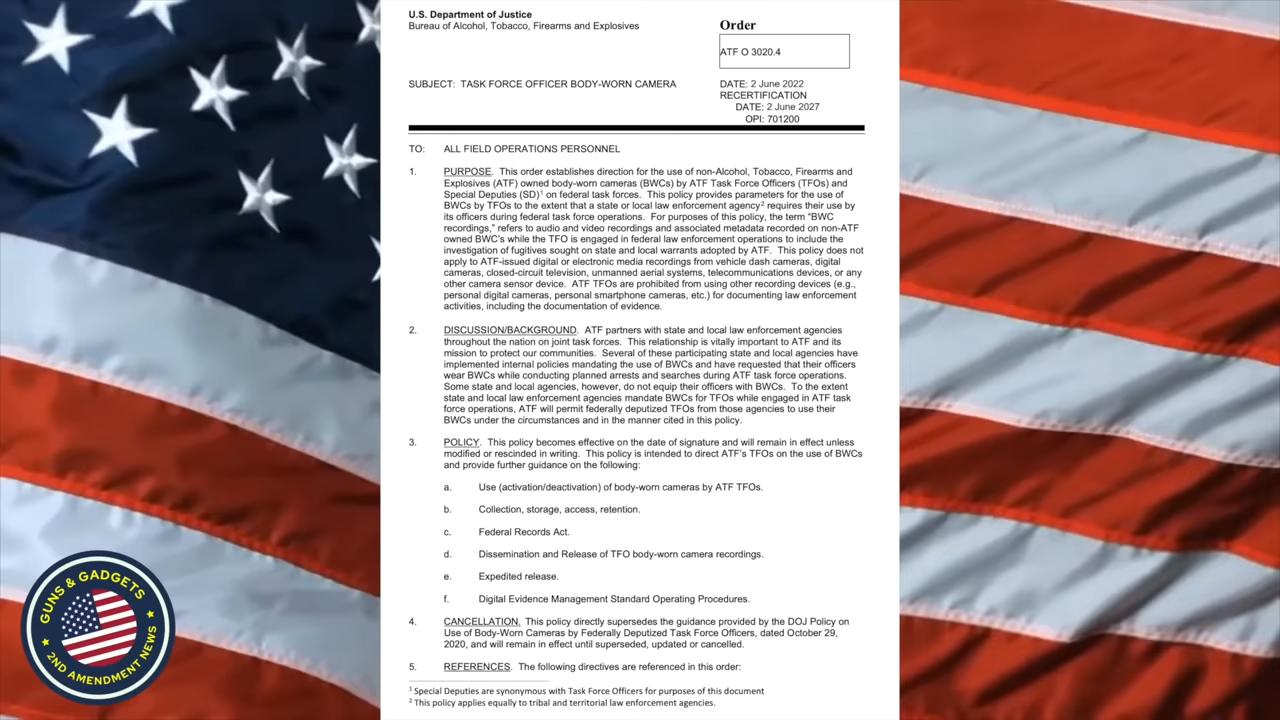 U.S. Department of Justice
Bureau of Alcohol, Tobacco, Firearms and Explosives
Order
ATF O 3020.4
SUBJECT: TASK FORCE OFFICER BODY-WORN CAMERA
DATE: 2 June 2022
RECERTIFICATION
DATE: 2 June 2027
OPI: 701200
TO: ALL FIELD OPERATIONS PERSONNEL
1. PURPOSE. This order establishes direction for the use of non-Alcohol, Tobacco, Firearms and
Explosives (ATF) owned body-worn cameras (BWCs) by ATF Task Force Officers (TFOs) and
Special Deputies (SD)1 on federal task forces. This policy provides parameters for the use of
BWCs by TFOs to the extent that a state or local law enforcement agency2 requires their use by
its officers during federal task force operations. For purposes of this policy, the term “BWC
recordings,” refers to audio and video recordings and associated metadata recorded on non-ATF
owned BWC’s while the TFO is engaged in federal law enforcement operations to include the
investigation of fugitives sought on state and local warrants adopted by ATF. This policy does not
apply to ATF-issued digital or electronic media recordings from vehicle dash cameras, digital
cameras, closed-circuit television, unmanned aerial systems, telecommunications devices, or any
other camera sensor device. ATF TFOs are prohibited from using other recording devices (e.g.,
personal digital cameras, personal smartphone cameras, etc.) for documenting law enforcement
activities, including the documentation of evidence.
2. DISCUSSION/BACKGROUND. ATF partners with state and local law enforcement agencies
throughout the nation on joint task forces. This relationship is vitally important to ATF and its
mission to protect our communities. Several of these participating state and local agencies have
implemented internal policies mandating the use of BWCs and have requested that their officers
wear BWCs while conducting planned arrests and searches during ATF task force operations.
Some state and local agencies, however, do not equip their officers with BWCs. To the extent
state and local law enforcement agencies mandate BWCs for TFOs while engaged in ATF task
force operations, ATF will permit federally deputized TFOs from those agencies to use their
BWCs under the circumstances and in the manner cited in this policy.
3. POLICY. This policy becomes effective on the date of signature and will remain in effect unless
modified or rescinded in writing. This policy is intended to direct ATF’s TFOs on the use of BWCs
and provide further guidance on the following:
a. Use (activation/deactivation) of body-worn cameras by ATF TFOs.
b. Collection, storage, access, retention.
c. Federal Records Act.
d. Dissemination and Release of TFO body-worn camera recordings.
e. Expedited release.
f. Digital Evidence Management Standard Operating Procedures.
4. CANCELLATION. This policy directly supersedes the guidance provided by the DOJ Policy on
Use of Body-Worn Cameras by Federally Deputized Task Force Officers, dated October 29,
2020, and will remain in effect until superseded, updated or cancelled.
5. REFERENCES. The following directives are referenced in this order:
1 Special Deputies are synonymous with Task Force Officers for purposes of this document
2 This policy applies equally to tribal and territorial law enforcement agencies.
GUNS & GADGETS
2ND AMENDMENT NEWS